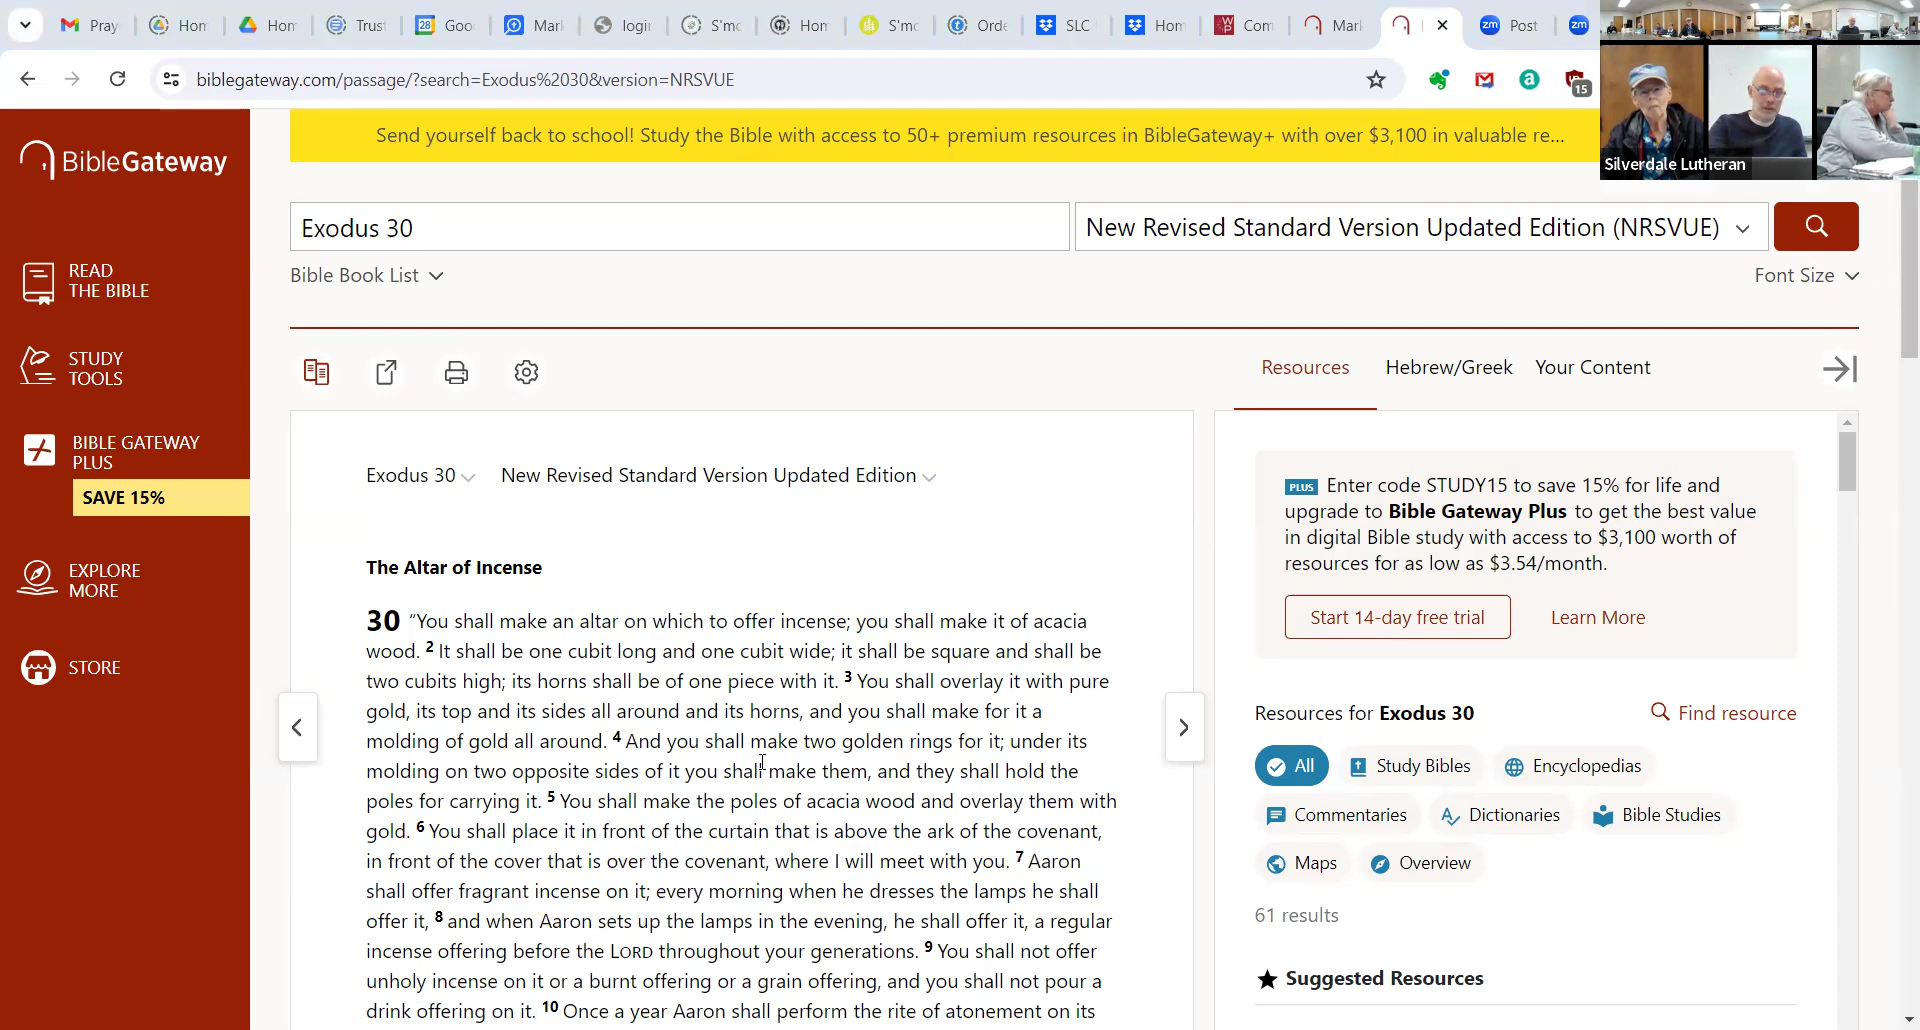 Pray
Hom
Hom
Trust
28
Goo
Mark
login
S'mo
Hom
S'mo
Orde
SLC
Hom
Com
Mark
zm Post
zm
biblegateway.com/passage/?search=Exodus%2030&version=NRSVUE
15
Silverdale Lutheran
BibleGateway
Send yourself back to school! Study the Bible with access to 50+ premium resources in BibleGateway+ with over $3,100 in valuable re...
Exodus 30
New Revised Standard Version Updated Edition (NRSVUE)
Bible Book List
Font Size
READ
THE BIBLE
STUDY
TOOLS
BIBLE GATEWAY
PLUS
SAVE 15%
EXPLORE
MORE
STORE
Resources
Hebrew/Greek
Your Content
Exodus 30
New Revised Standard Version Updated Edition
The Altar of Incense
30 “You shall make an altar on which to offer incense; you shall make it of acacia
wood. 2 It shall be one cubit long and one cubit wide; it shall be square and shall be
two cubits high; its horns shall be of one piece with it. 3 You shall overlay it with pure
gold, its top and its sides all around and its horns, and you shall make for it a
molding of gold all around. 4 And you shall make two golden rings for it; under its
molding on two opposite sides of it you shall make them, and they shall hold the
poles for carrying it. 5 You shall make the poles of acacia wood and overlay them with
gold. 6 You shall place it in front of the curtain that is above the ark of the covenant,
in front of the cover that is over the covenant, where I will meet with you. 7 Aaron
shall offer fragrant incense on it; every morning when he dresses the lamps he shall
offer it, 8 and when Aaron sets up the lamps in the evening, he shall offer it, a regular
incense offering before the LORD throughout your generations. 9 You shall not offer
unholy incense on it or a burnt offering or a grain offering, and you shall not pour a
drink offering on it. 10 Once a year Aaron shall perform the rite of atonement on its
PLUS Enter code STUDY15 to save 15% for life and
upgrade to Bible Gateway Plus to get the best value
in digital Bible study with access to $3,100 worth of
resources for as low as $3.54/month.
Start 14-day free trial
Learn More
Resources for Exodus 30
Find resource
All
Study Bibles
Encyclopedias
Commentaries
Dictionaries
Bible Studies
Maps
Overview
61 results
Suggested Resources